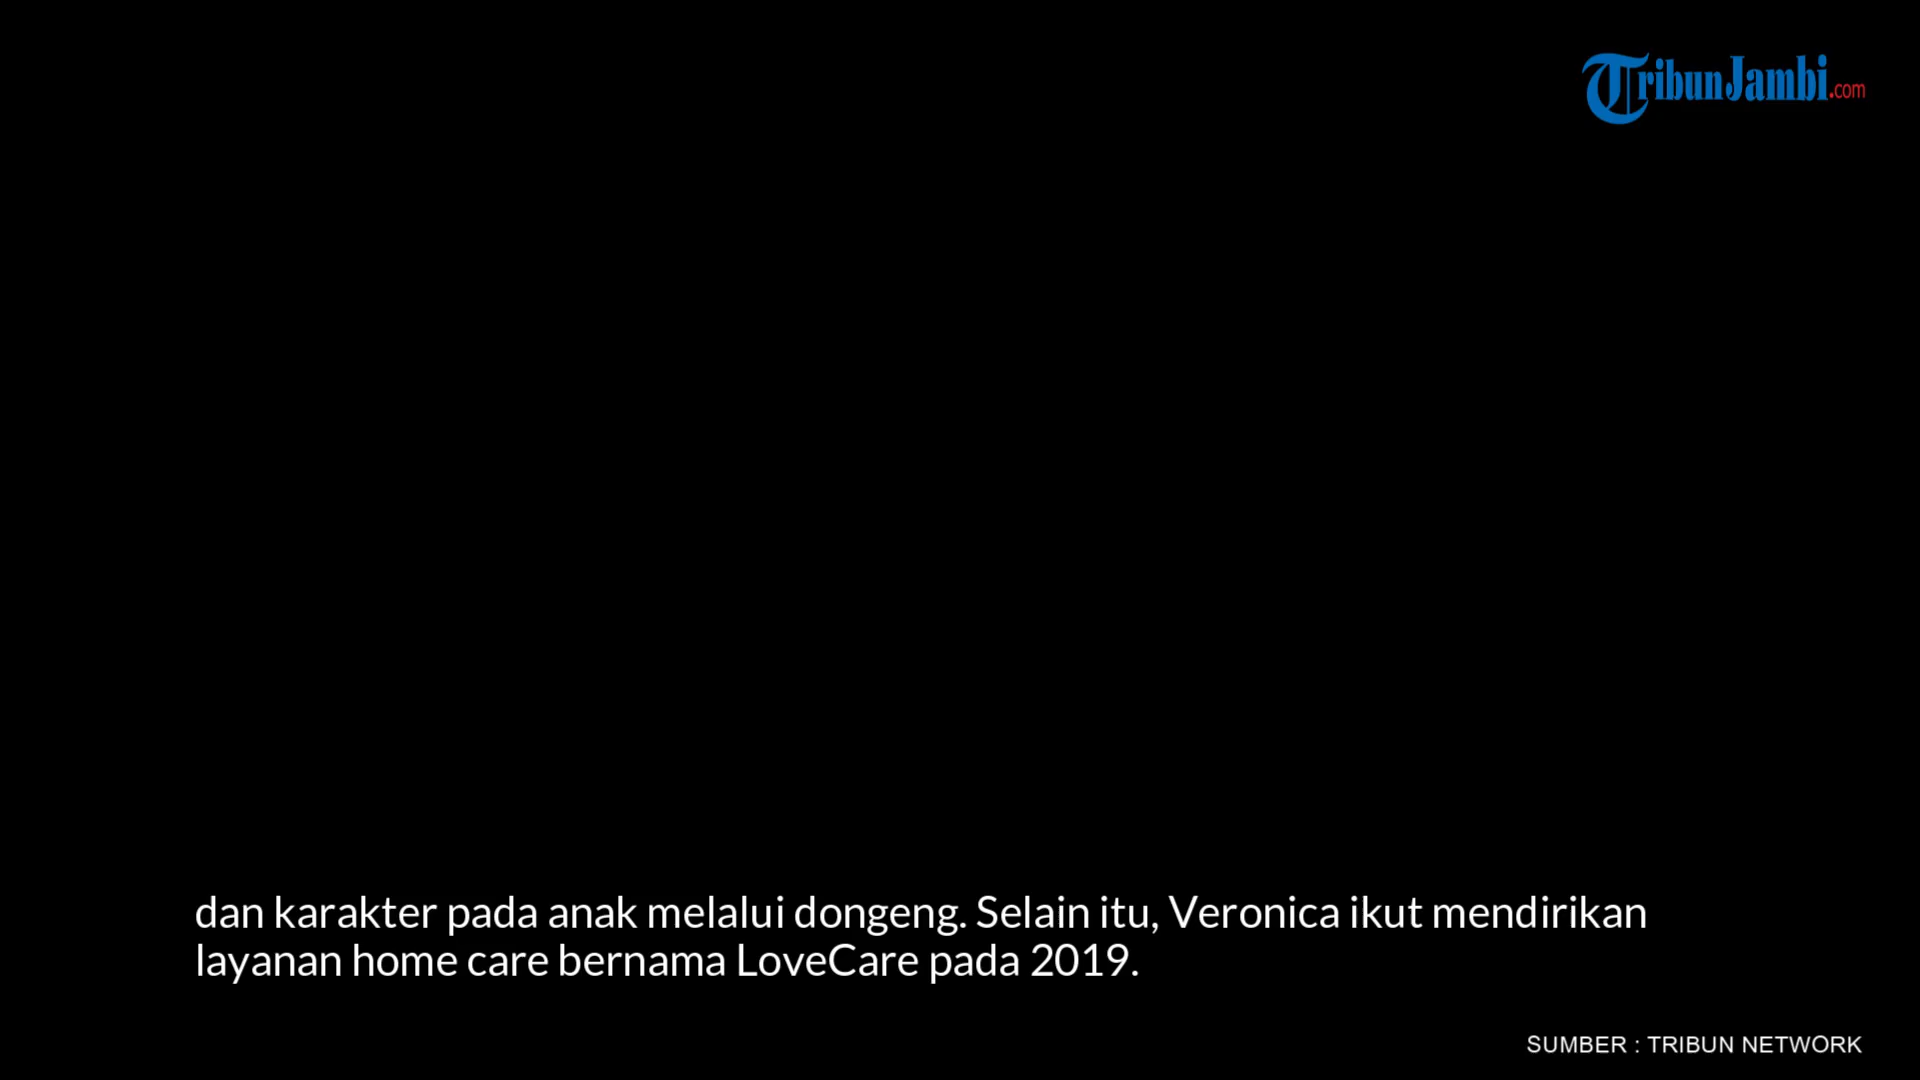 TribunJambi.com
dan karakter pada anak melalui dongeng. Selain itu, Veronica ikut mendirikan
layanan home care bernama LoveCare pada 2019.
SUMBER : TRIBUN NETWORK